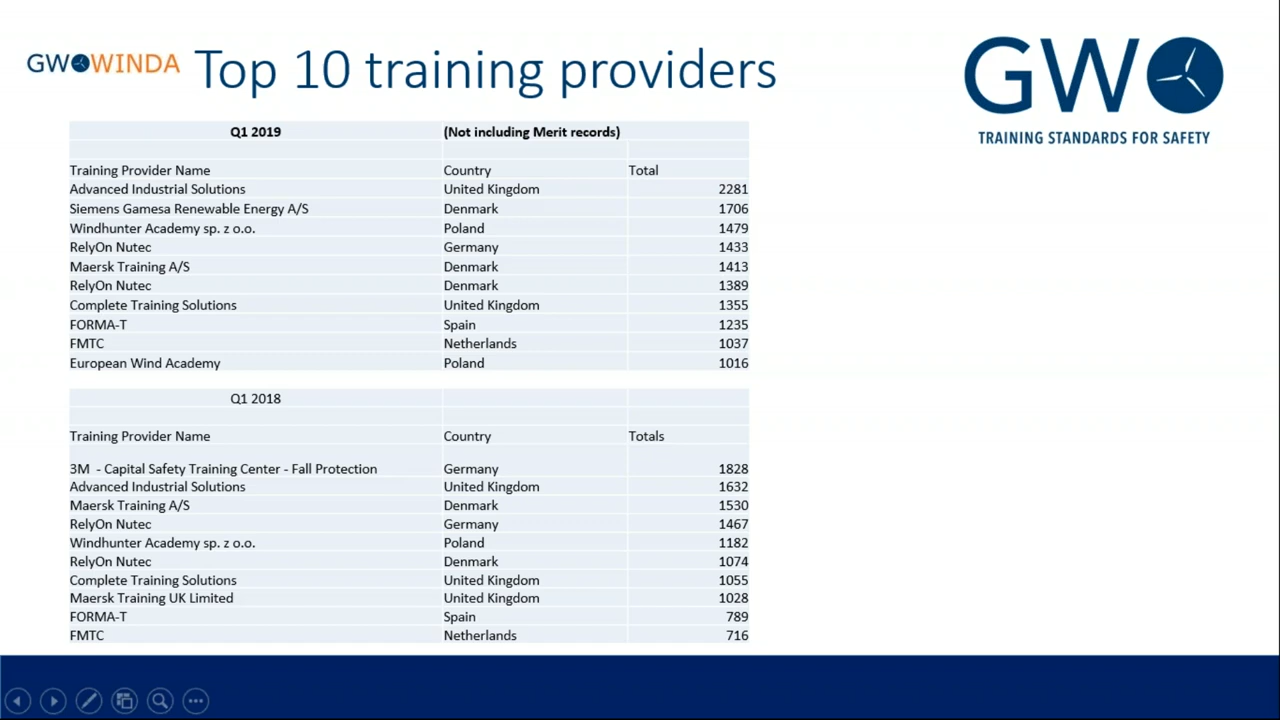 GWOWINDA Top 10 training providers
GWO
TRAINING STANDARDS FOR SAFETY
Q1 2019 (Not including Merit records)
Training Provider Name Country Total
Advanced Industrial Solutions United Kingdom 2281
Siemens Gamesa Renewable Energy A/S Denmark 1706
Windhunter Academy sp. z o.o. Poland 1479
RelyOn Nutec Germany 1433
Maersk Training A/S Denmark 1413
RelyOn Nutec Denmark 1389
Complete Training Solutions United Kingdom 1355
FORMA-T Spain 1235
FMTC Netherlands 1037
European Wind Academy Poland 1016
Q1 2018
Training Provider Name Country Totals
3M - Capital Safety Training Center - Fall Protection Germany 1828
Advanced Industrial Solutions United Kingdom 1632
Maersk Training A/S Denmark 1530
RelyOn Nutec Germany 1467
Windhunter Academy sp. z o.o. Poland 1182
RelyOn Nutec Denmark 1074
Complete Training Solutions United Kingdom 1055
Maersk Training UK Limited United Kingdom 1028
FORMA-T Spain 789
FMTC Netherlands 716